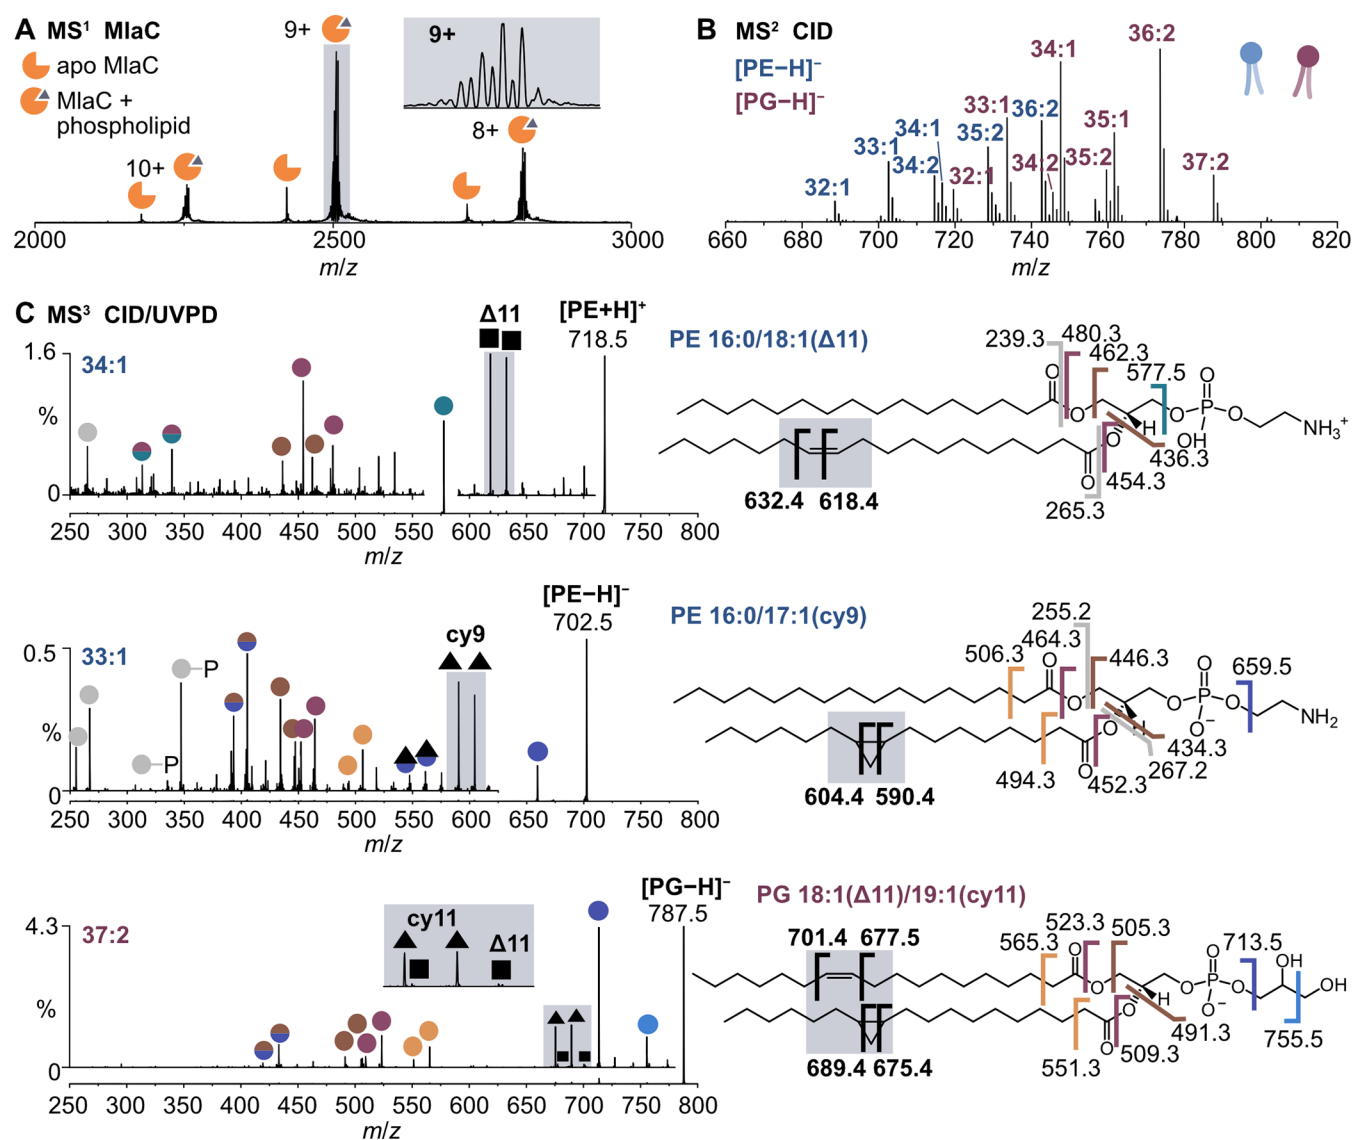 A MS¹ MlaC
apo MlaC
MlaC +
phospholipid
10+
9+
8+
9+
2000
2500
3000
m/z
B MS² CID
[PE−H]⁻
[PG−H]⁻
32:1
33:1
34:2
34:1
32:1
35:2
33:1
36:2
34:2
34:1
35:2
35:1
36:2
37:2
660
680
700
720
740
760
780
800
820
m/z
C MS³ CID/UVPD
34:1
1.6
%
0
Δ11
[PE+H]⁺
718.5
250
300
350
400
450
500
550
600
650
700
750
800
m/z
PE 16:0/18:1(Δ11)
239.3
480.3
462.3
577.5
O
O
O
P
O
OH
O
H
O
NH₃⁺
436.3
454.3
265.3
632.4
618.4
33:1
0.5
%
0
P
P
cy9
[PE−H]⁻
702.5
250
300
350
400
450
500
550
600
650
700
750
800
m/z
PE 16:0/17:1(cy9)
255.2
464.3
506.3
446.3
659.5
O
O
O
P
O
O⁻
O
O
O
NH₂
434.3
267.2
452.3
494.3
604.4
590.4
37:2
4.3
%
0
cy11
Δ11
[PG−H]⁻
787.5
250
300
350
400
450
500
550
600
650
700
750
800
m/z
PG 18:1(Δ11)/19:1(cy11)
701.4
677.5
565.3
523.3
505.3
713.5
O
O
O
P
O
O⁻
O
OH
OH
H
O
O
491.3
755.5
509.3
551.3
689.4
675.4